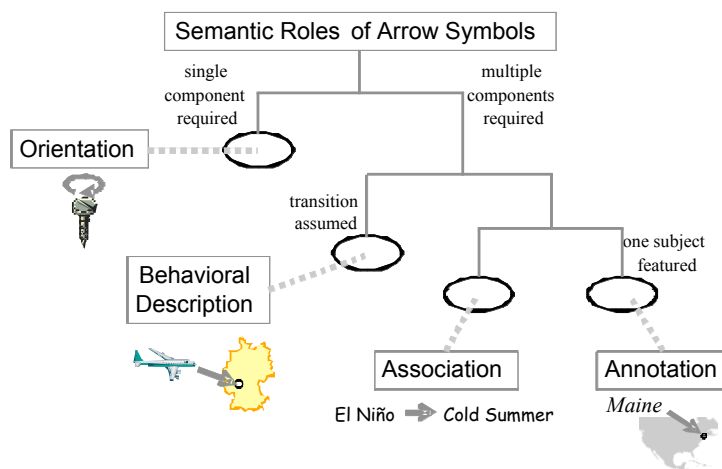 Semantic Roles of Arrow Symbols
single
component
required
multiple
components
required
Orientation
transition
assumed
one subject
featured
Behavioral
Description
Association
Annotation
El Niño
Cold Summer
Maine